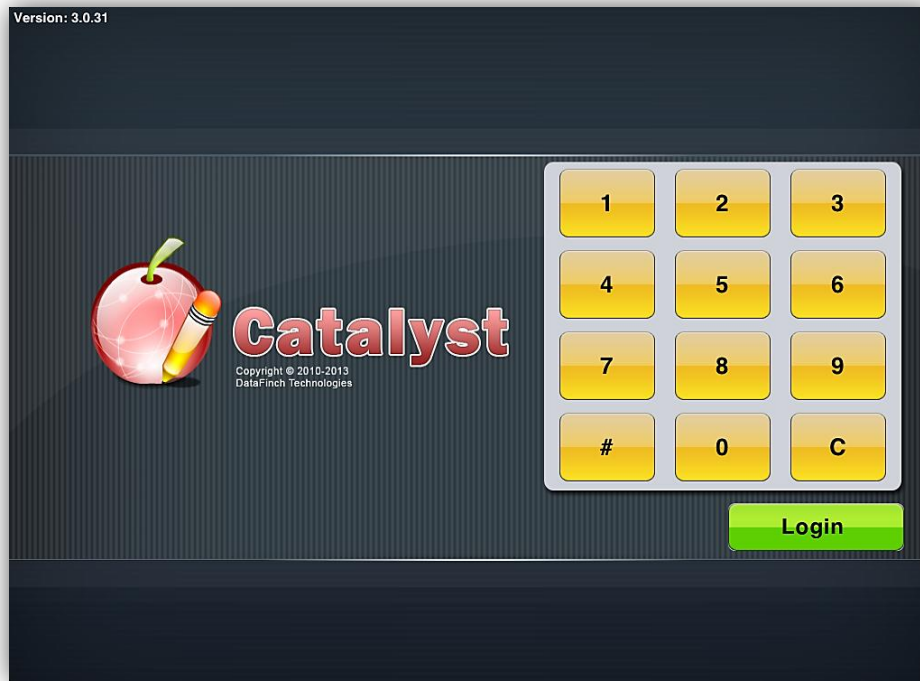 Version: 3.0.31
Catalyst
Copyright © 2010-2013
DataFinch Technologies
1 2 3
4 5 6
7 8 9
# 0 C
Login